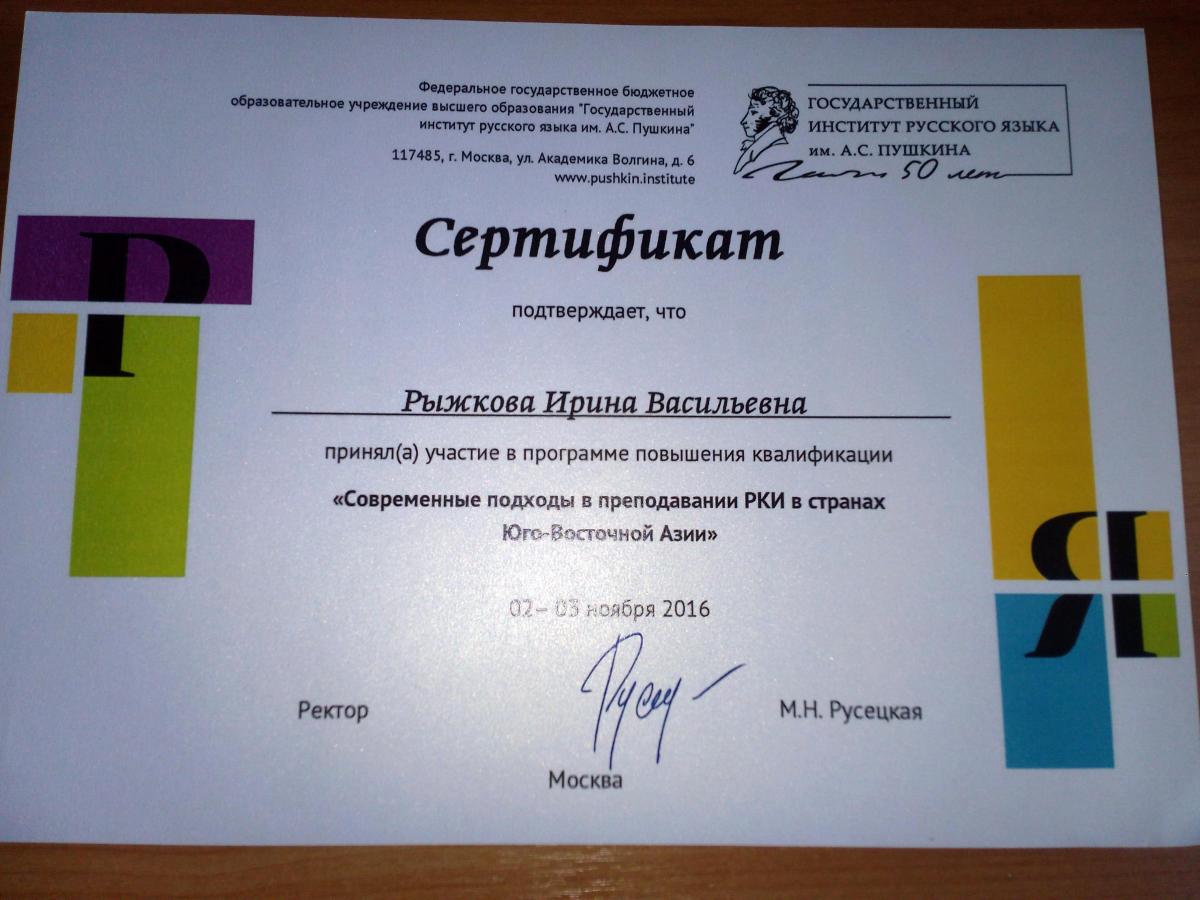 Федеральное государственное бюджетное
образовательное учреждение высшего образования "Государственный
институт русского языка им. А.С. Пушкина"
117485, г. Москва, ул. Академика Волгина, д. 6
www.pushkin.institute
ГОСУДАРСТВЕННЫЙ
ИНСТИТУТ РУССКОГО ЯЗЫКА
им. А.С. ПУШКИНА
50 лет
Сертификат
подтверждает, что
Рыжкова Ирина Васильевна
принял(а) участие в программе повышения квалификации
«Современные подходы в преподавании РКИ в странах
Юго-Восточной Азии»
02– 03 ноября 2016
Ректор
М.Н. Русецкая
Москва
Р
Я